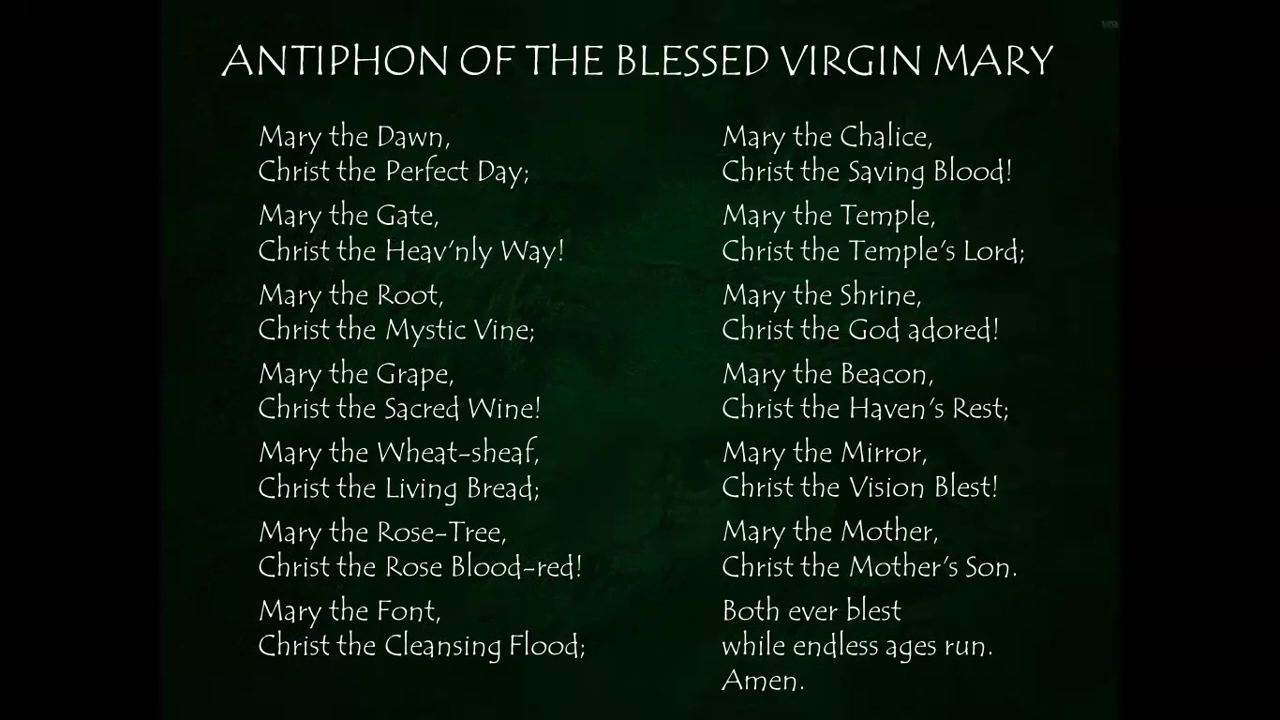 ANTIPHON OF THE BLESSED VIRGIN MARY
Mary the Dawn,
Christ the Perfect Day;
Mary the Gate,
Christ the Heav'nly Way!
Mary the Root,
Christ the Mystic Vine;
Mary the Grape,
Christ the Sacred Wine!
Mary the Wheat-sheaf,
Christ the Living Bread;
Mary the Rose-Tree,
Christ the Rose Blood-red!
Mary the Font,
Christ the Cleansing Flood;
Mary the Chalice,
Christ the Saving Blood!
Mary the Temple,
Christ the Temple's Lord;
Mary the Shrine,
Christ the God adored!
Mary the Beacon,
Christ the Haven's Rest;
Mary the Mirror,
Christ the Vision Blest!
Mary the Mother,
Christ the Mother's Son.
Both ever blest
while endless ages run.
Amen.